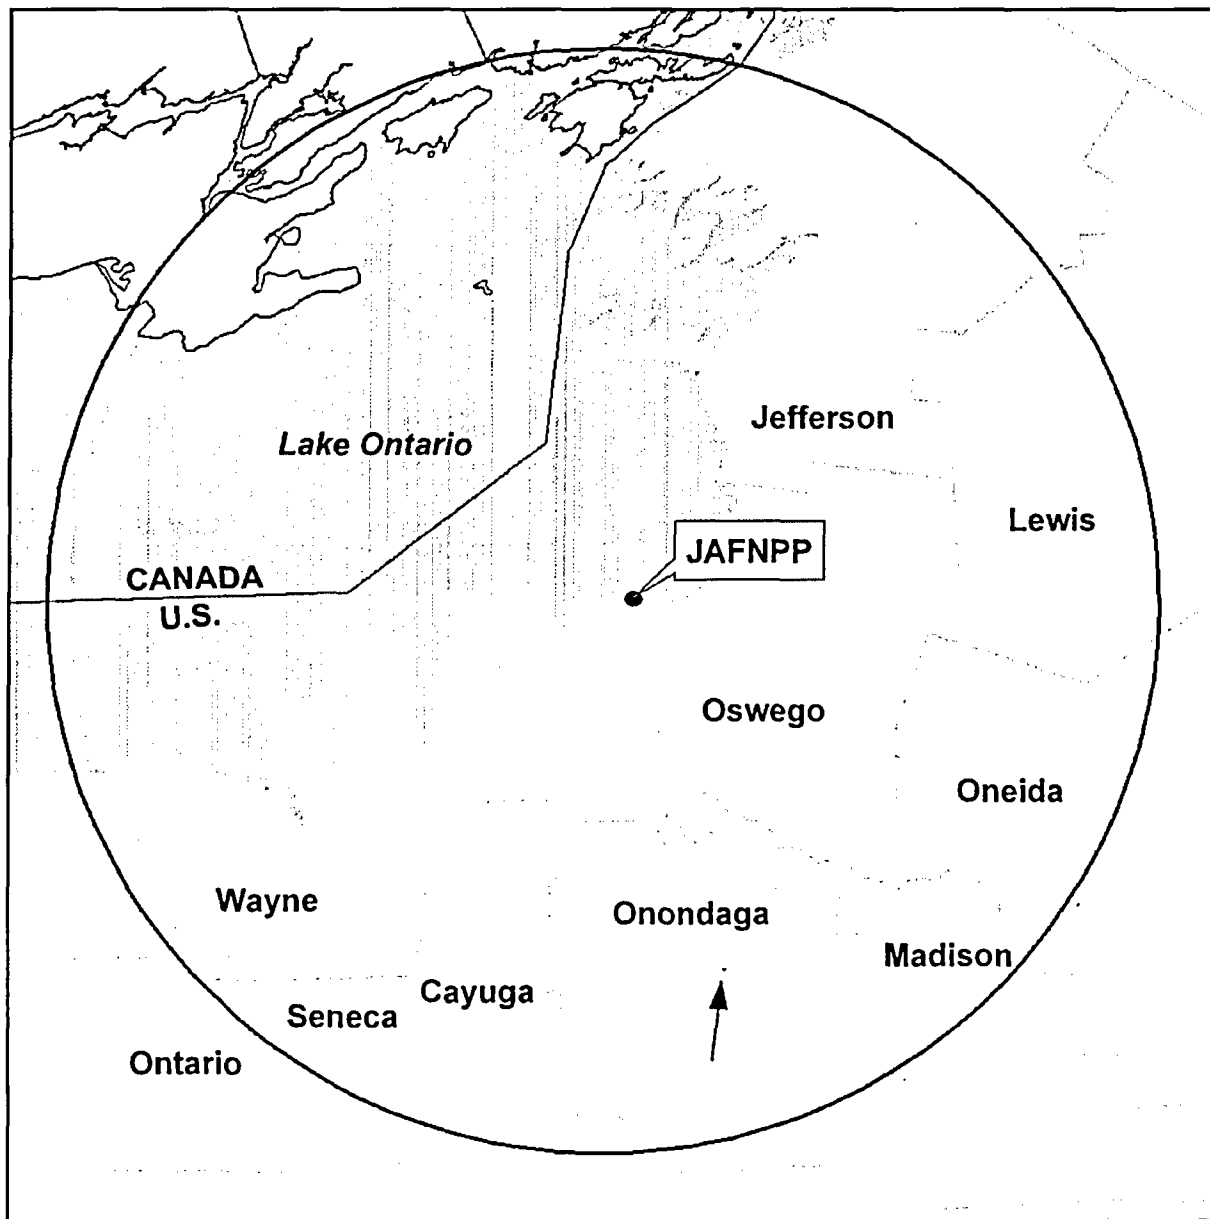 Jefferson
Lake Ontario
Lewis
JAFNPP
CANADA
U.S.
Oswego
Oneida
Wayne
Onondaga
Madison
Cayuga
Seneca
Ontario